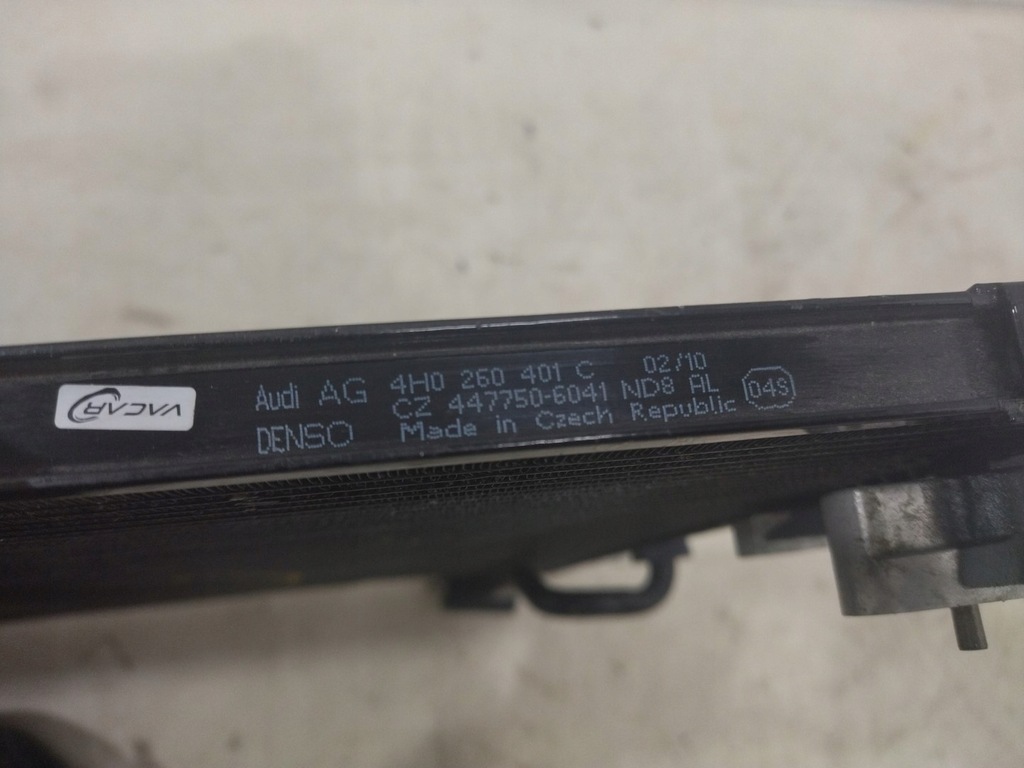 VACAR
Audi AG 4H0 260 401 C 02/10
CZ 447750-6041 ND8 AL 04S
DENSO Made in Czech Republic